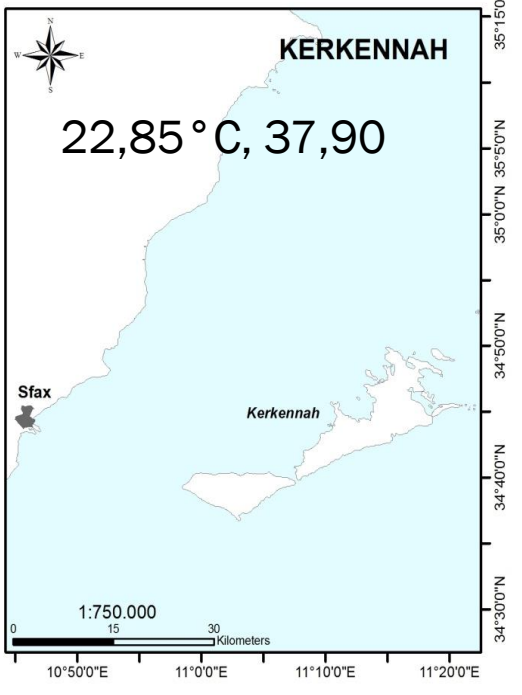 N
W E
S
KERKENNAH
22,85°C, 37,90
Sfax
Kerkennah
1:750.000
0 15 30
Kilometers
10°50'0"E 11°00'E 11°10'0"E 11°20'0"E
35°5'0"N
35°0'0"N
34°50'0"N
34°40'0"N
34°30'0"N